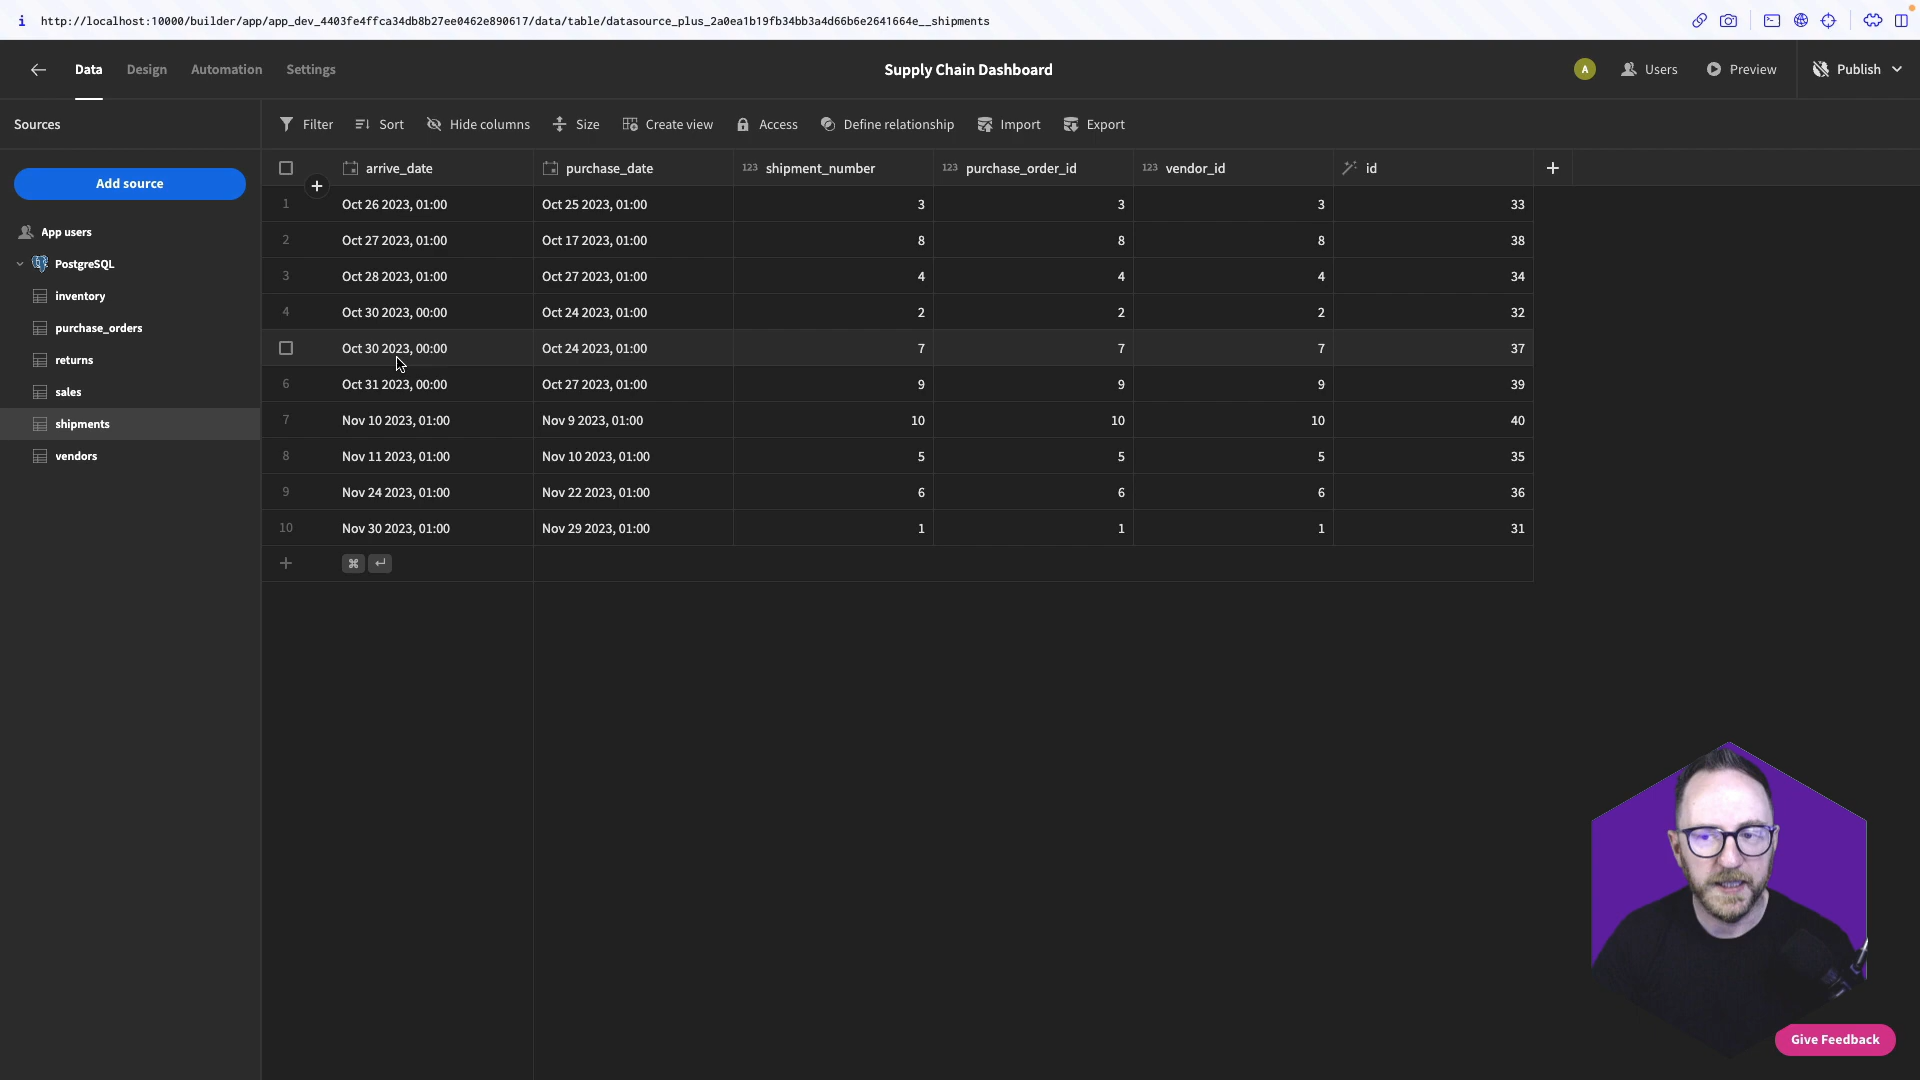 i http://localhost:10000/builder/app/app_dev_4403fe4ffca34db8b27ee0462e890617/data/table/datasource_plus_2a0ea1b19fb34bb3a4d66b6e2641664e__shipments
Data Design Automation Settings Supply Chain Dashboard A Users Preview Publish
Sources Filter Sort Hide columns Size Create view Access Define relationship Import Export
Add source
App users
PostgreSQL
inventory
purchase_orders
returns
sales
shipments
vendors
arrive_date purchase_date 123 shipment_number 123 purchase_order_id 123 vendor_id id
1 Oct 26 2023, 01:00 Oct 25 2023, 01:00 3 3 3 33
2 Oct 27 2023, 01:00 Oct 17 2023, 01:00 8 8 8 38
3 Oct 28 2023, 01:00 Oct 27 2023, 01:00 4 4 4 34
4 Oct 30 2023, 00:00 Oct 24 2023, 01:00 2 2 2 32
Oct 30 2023, 00:00 Oct 24 2023, 01:00 7 7 7 37
6 Oct 31 2023, 00:00 Oct 27 2023, 01:00 9 9 9 39
7 Nov 10 2023, 01:00 Nov 9 2023, 01:00 10 10 10 40
8 Nov 11 2023, 01:00 Nov 10 2023, 01:00 5 5 5 35
9 Nov 24 2023, 01:00 Nov 22 2023, 01:00 6 6 6 36
10 Nov 30 2023, 01:00 Nov 29 2023, 01:00 1 1 1 31
⌘ ↵
Give Feedback